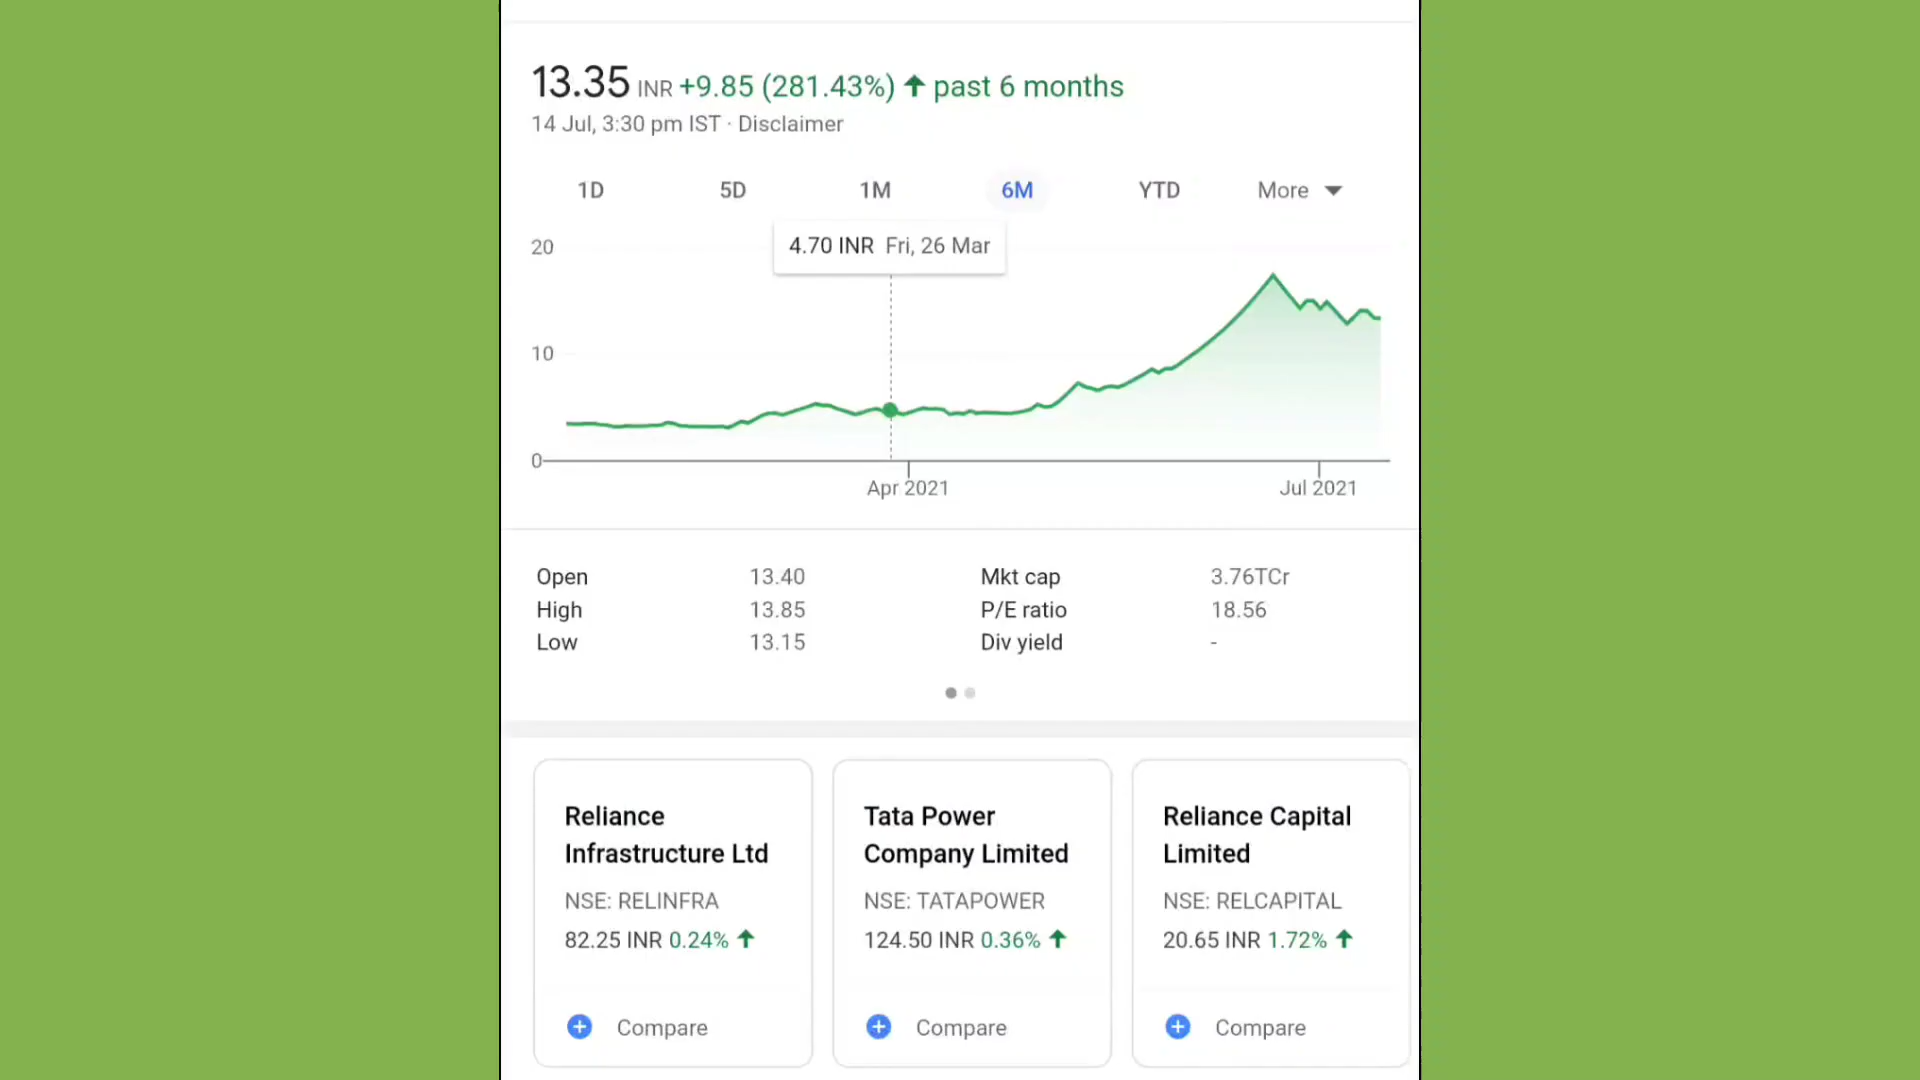 13.35 INR +9.85 (281.43%) ↑ past 6 months
14 Jul, 3:30 pm IST · Disclaimer
1D 5D 1M 6M YTD More
4.70 INR Fri, 26 Mar
20
10
0
Apr 2021 Jul 2021
Open 13.40 Mkt cap 3.76TCr
High 13.85 P/E ratio 18.56
Low 13.15 Div yield -
Reliance
Infrastructure Ltd
NSE: RELINFRA
82.25 INR 0.24% ↑
Compare
Tata Power
Company Limited
NSE: TATAPOWER
124.50 INR 0.36% ↑
Compare
Reliance Capital
Limited
NSE: RELCAPITAL
20.65 INR 1.72% ↑
Compare